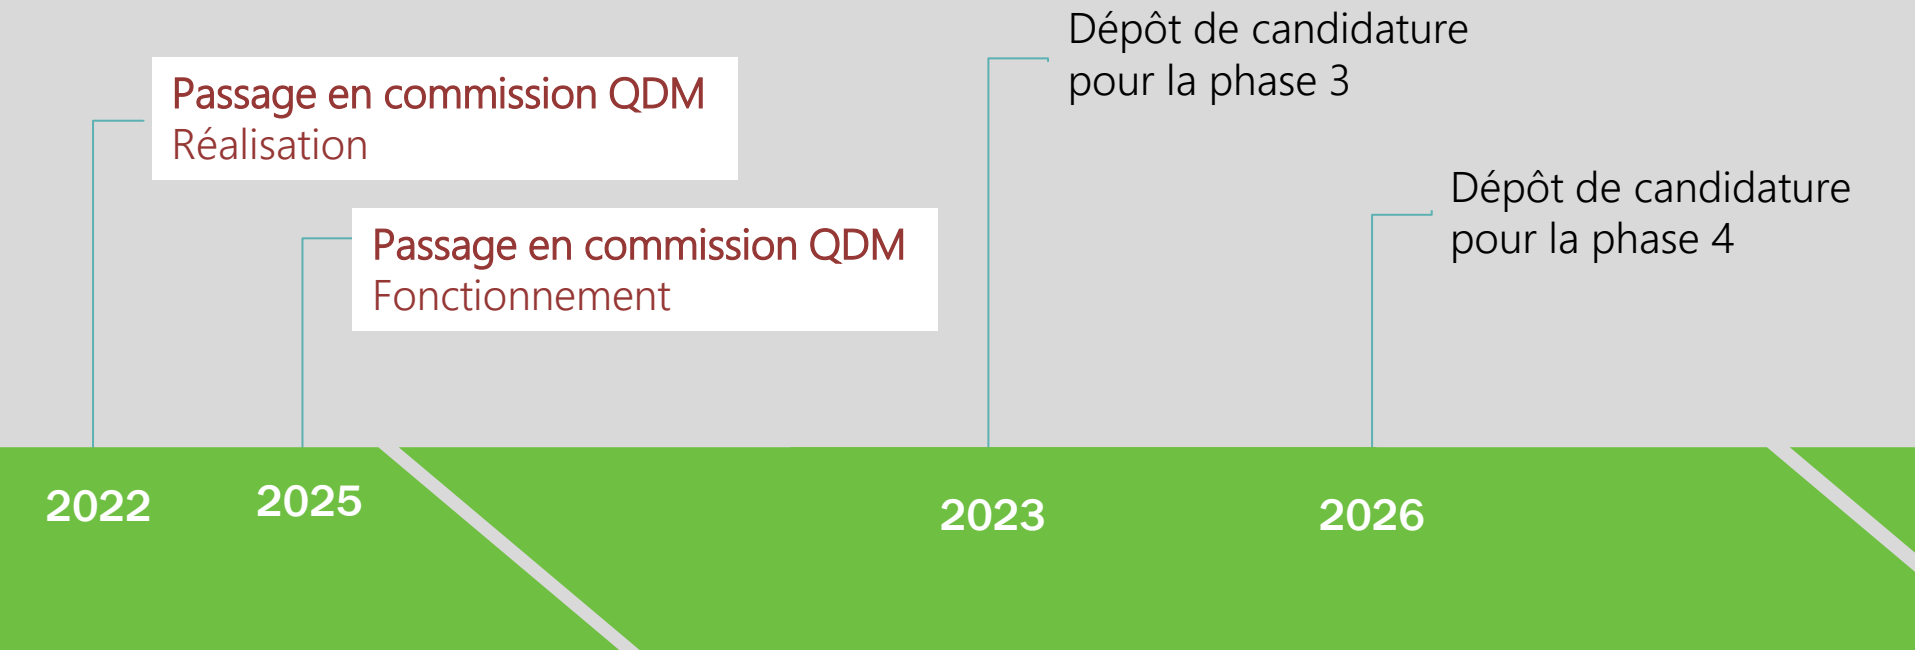 Passage en commission QDM
Réalisation
Passage en commission QDM
Fonctionnement
Dépôt de candidature
pour la phase 3
Dépôt de candidature
pour la phase 4
2022
2025
2023
2026